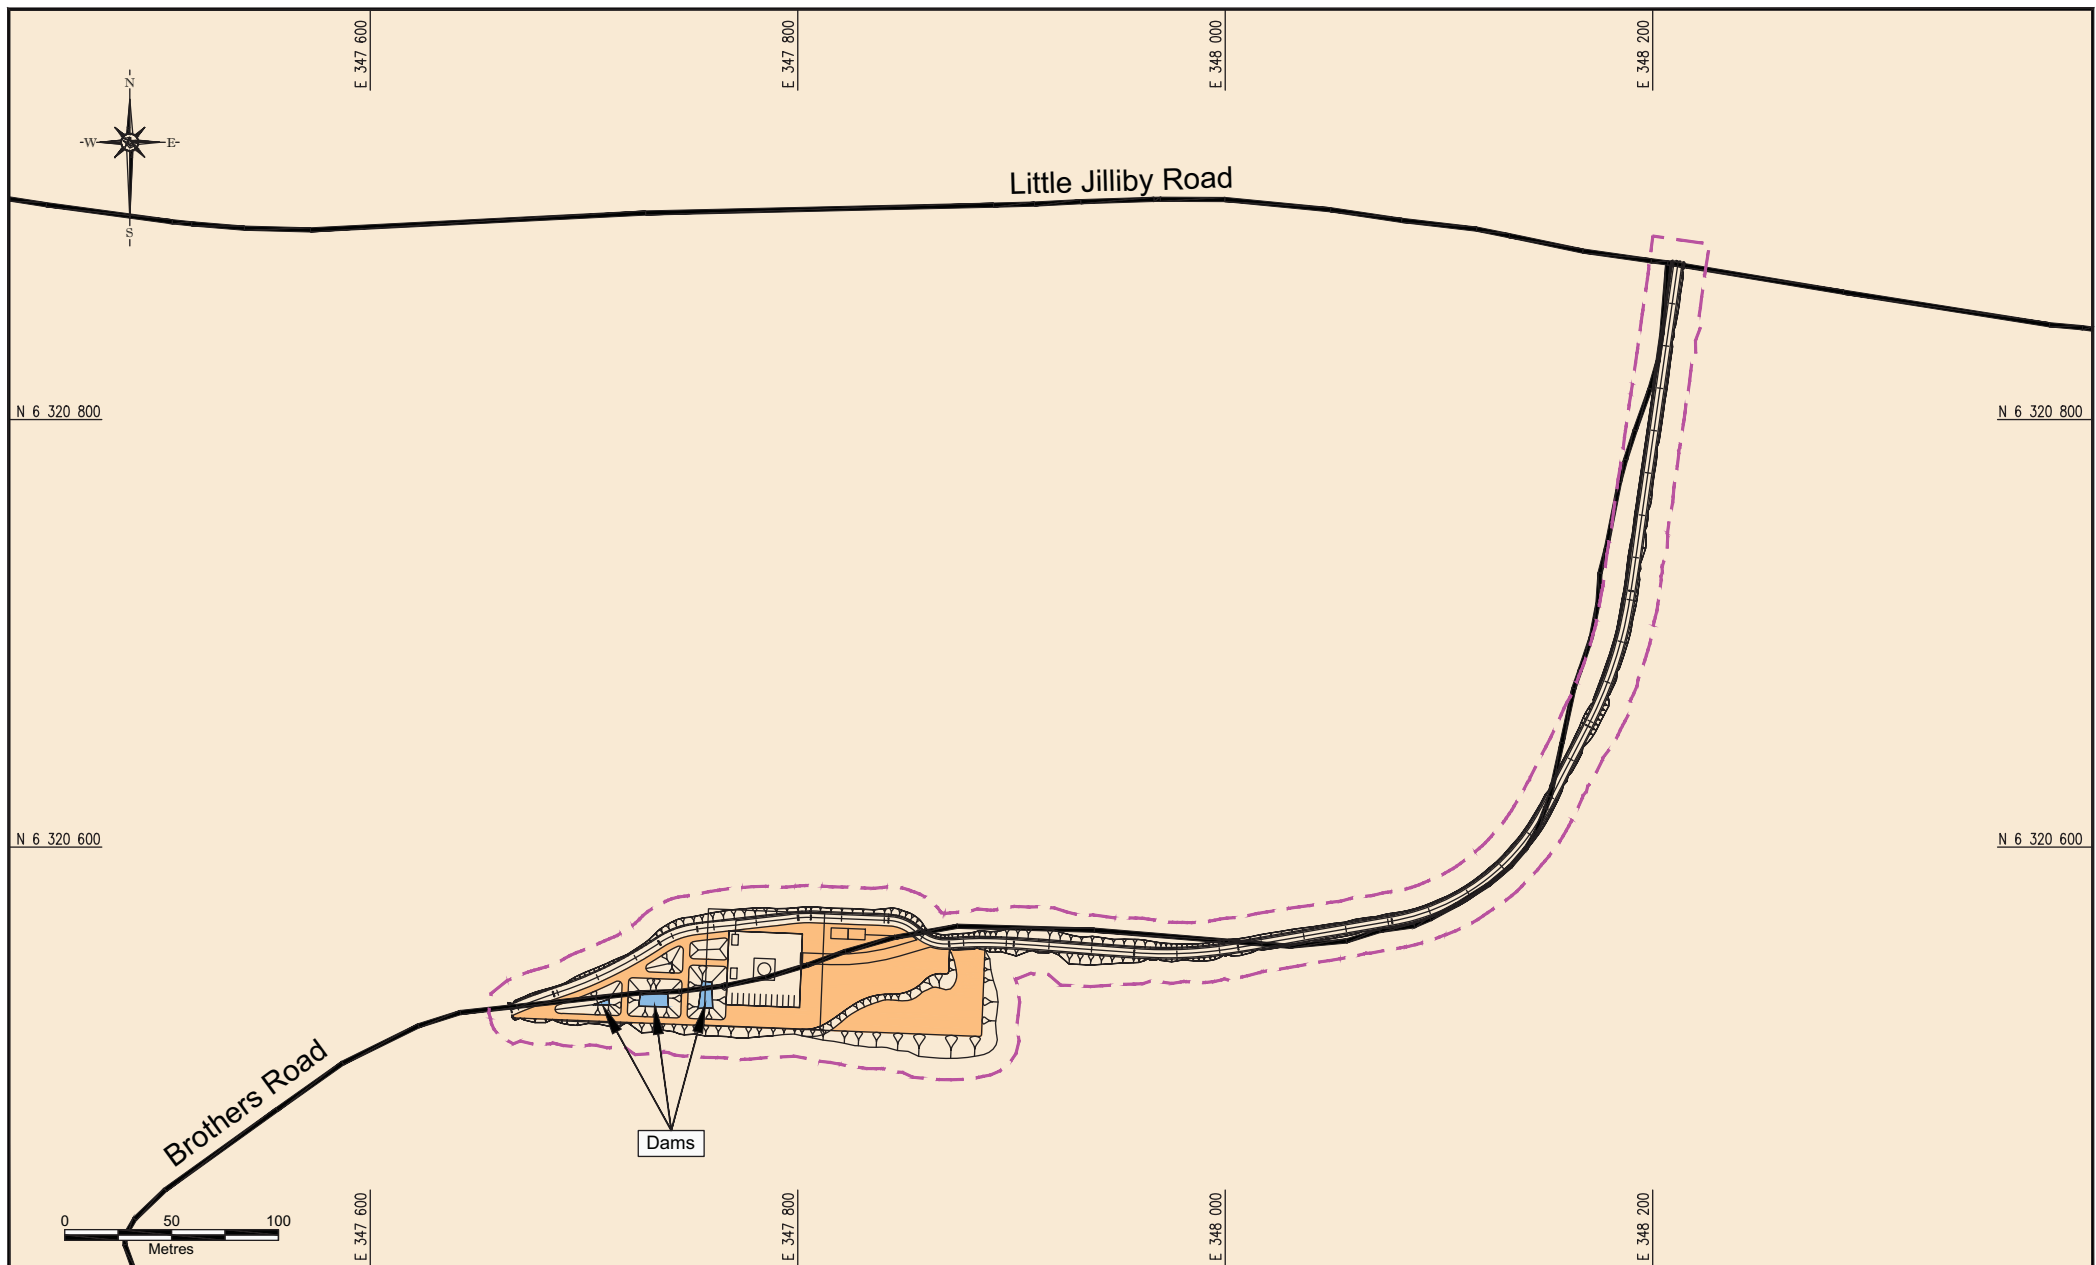 E 347 600
E 347 800
E 348 000
E 348 200
N
-W
E-
S
Little Jilliby Road
N 6 320 800
N 6 320 800
N 6 320 600
N 6 320 600
Brothers Road
Dams
0 50 100
Metres
E 347 600
E 347 800
E 348 000
E 348 200